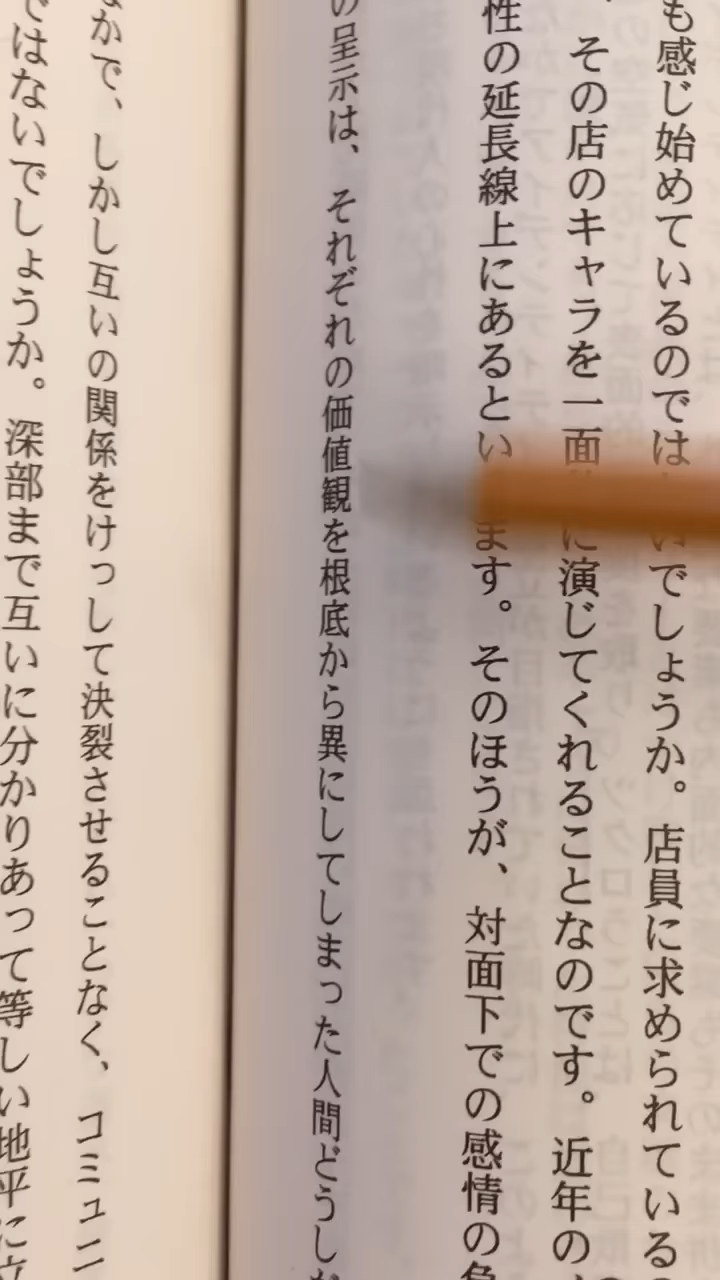 も感じ始めているのでは いでしょうか。店員に求められている
その店のキャラを一面 に演じてくれることなのです。近年の
性の延長線上にあるとい ます。そのほうが、対面下での感情の
の呈示は、それぞれの価値観を根底から異にしてしまった人間どうしが
なかで、しかし互いの関係をけっして決裂させることなく、コミュニ
ではないでしょうか。深部まで互いに分かりあって等しい地平に立